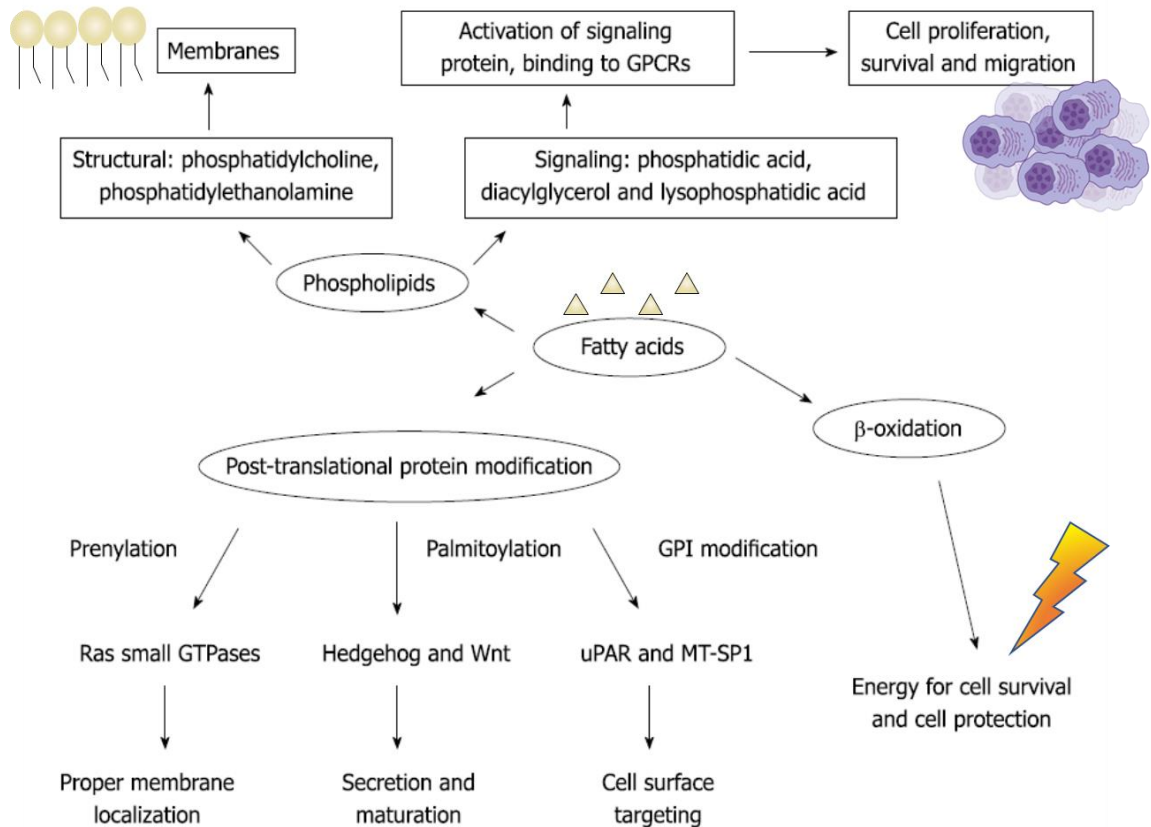 Membranes
Activation of signaling
protein, binding to GPCRs
Cell proliferation,
survival and migration
Structural: phosphatidylcholine,
phosphatidylethanolamine
Signaling: phosphatidic acid,
diacylglycerol and lysophosphatidic acid
Phospholipids
Fatty acids
β-oxidation
Post-translational protein modification
Prenylation
Palmitoylation
GPI modification
Ras small GTPases
Hedgehog and Wnt
uPAR and MT-SP1
Energy for cell survival
and cell protection
Proper membrane
localization
Secretion and
maturation
Cell surface
targeting